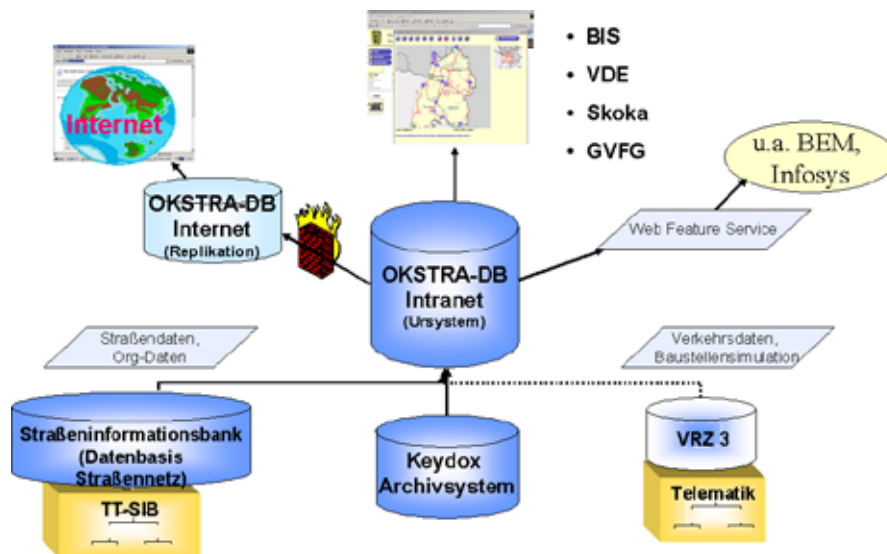 Internet
• BIS
• VDE
• Skoka
• GVFG
u.a. BEM,
Infosys
OKSTRA-DB
Internet
(Replikation)
Web Feature Service
OKSTRA-DB
Intranet
(Ursystem)
Straßendaten,
Org-Daten
Verkehrsdaten,
Baustellensimulation
Straßeninformationsbank
(Datenbasis
Straßennetz)
TT-SIB
Keydox
Archivsystem
VRZ 3
Telematik